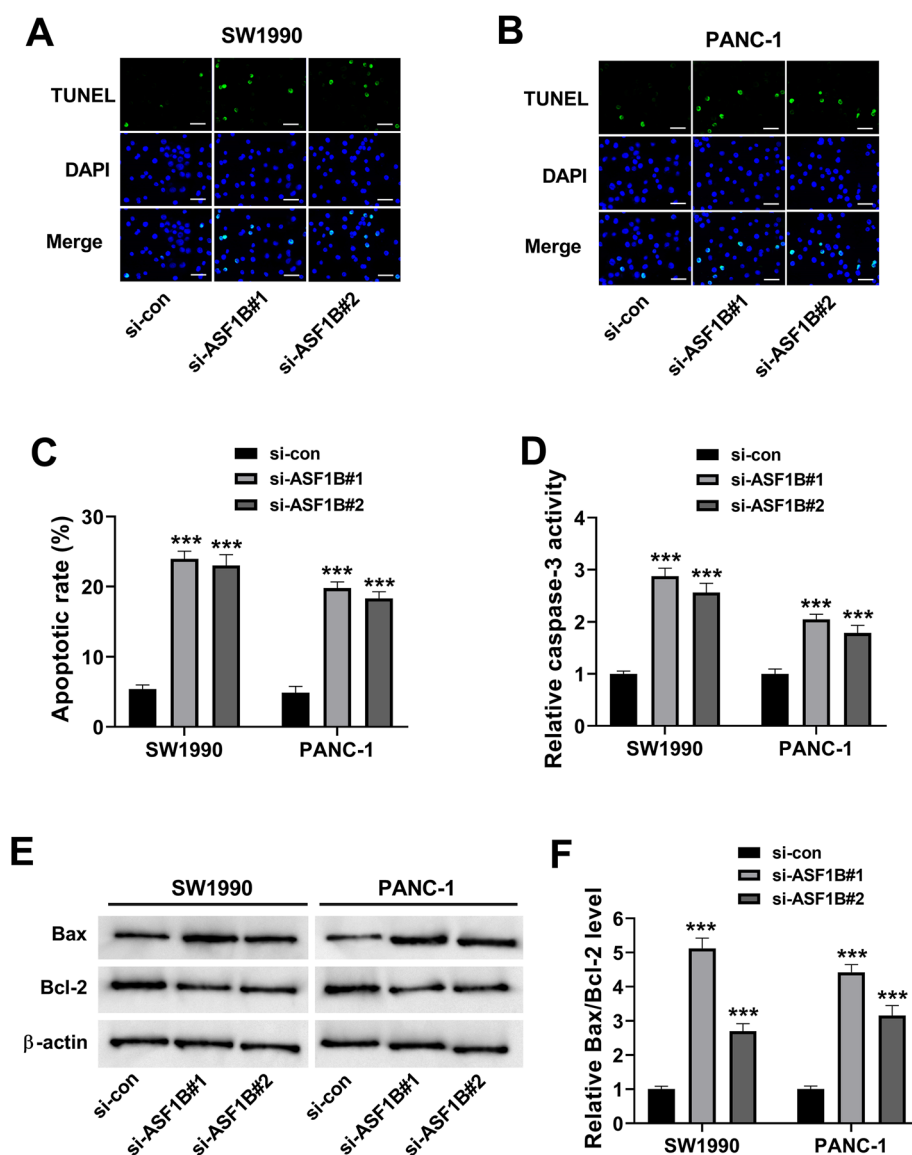 A
SW1990
TUNEL
DAPI
Merge
si-con
si-ASF1B#1
si-ASF1B#2
B
PANC-1
TUNEL
DAPI
Merge
si-con
si-ASF1B#1
si-ASF1B#2
C
si-con
si-ASF1B#1
si-ASF1B#2
Apoptotic rate (%)
30
20
10
0
*** *** *** ***
SW1990 PANC-1
D
si-con
si-ASF1B#1
si-ASF1B#2
Relative caspase-3 activity
4
3
2
1
0
*** *** *** ***
SW1990 PANC-1
E
SW1990 PANC-1
Bax
Bcl-2
β-actin
si-con
si-ASF1B#1
si-ASF1B#2
si-con
si-ASF1B#1
si-ASF1B#2
F
si-con
si-ASF1B#1
si-ASF1B#2
Relative Bax/Bcl-2 level
6
5
4
3
2
1
0
*** *** *** ***
SW1990 PANC-1